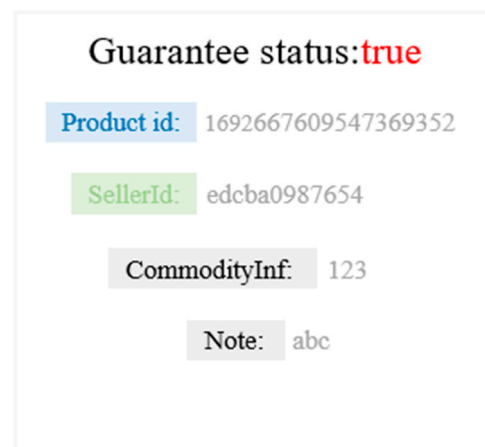 Guarantee status:true
Product id: 1692667609547369352
SellerId: edcba0987654
CommodityInf: 123
Note: abc